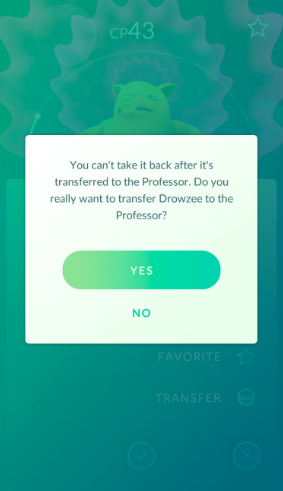 CP43
You can't take it back after it's
transferred to the Professor. Do you
really want to transfer Drowzee to the
Professor?
YES
NO
FAVORITE
TRANSFER